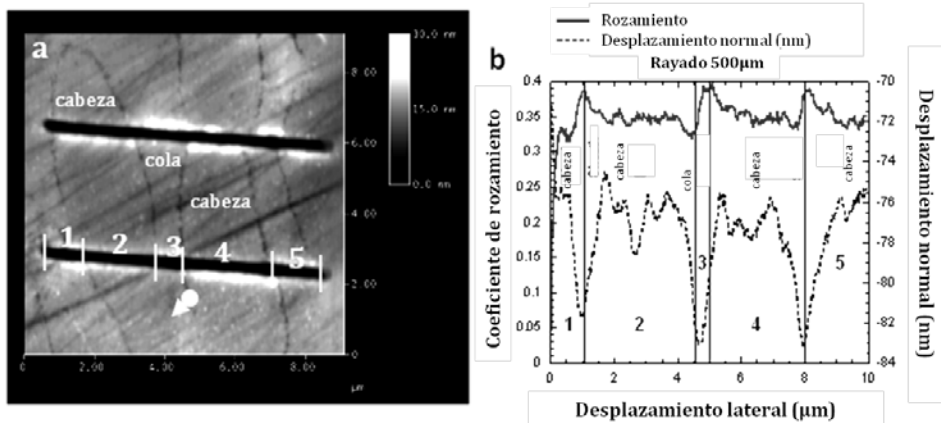 a
cabeza
cola
cabeza
1 2 3 4 5
30.0 nm
15.0 nm
0.0 nm
8.00
6.00
4.00
2.00
0
0 2.00 4.00 6.00 8.00
μm
b
Rozamiento
Desplazamiento normal (nm)
Rayado 500μm
Coeficiente de rozamiento
0.4
0.35
0.3
0.25
0.2
0.15
0.1
0.05
0
cabeza
cabeza
cola
cabeza
cabeza
1 2 3 4 5
-70
-72
-74
-76
-78
-80
-82
-84
Desplazamiento normal (nm)
0 2 4 6 8 10
Desplazamiento lateral (μm)